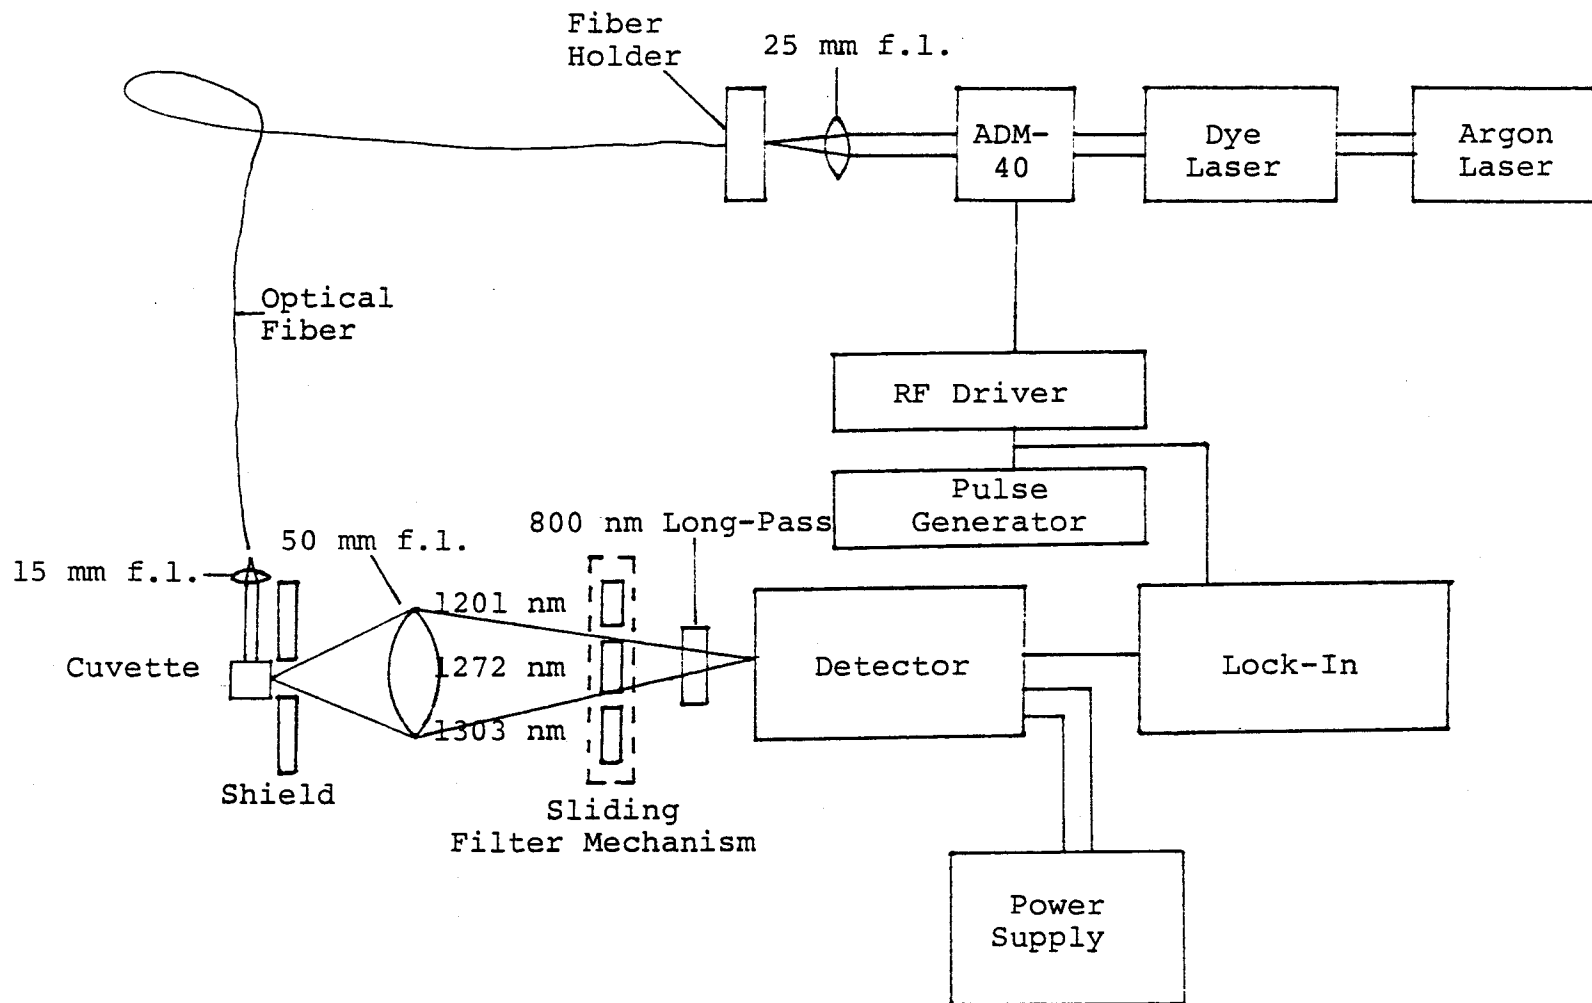 Fiber
Holder
25 mm f.l.
ADM-
40
Dye
Laser
Argon
Laser
Optical
Fiber
RF Driver
Pulse
Generator
800 nm Long-Pass
50 mm f.l.
15 mm f.l.
1201 nm
1272 nm
1303 nm
Cuvette
Detector
Lock-In
Shield
Sliding
Filter Mechanism
Power
Supply